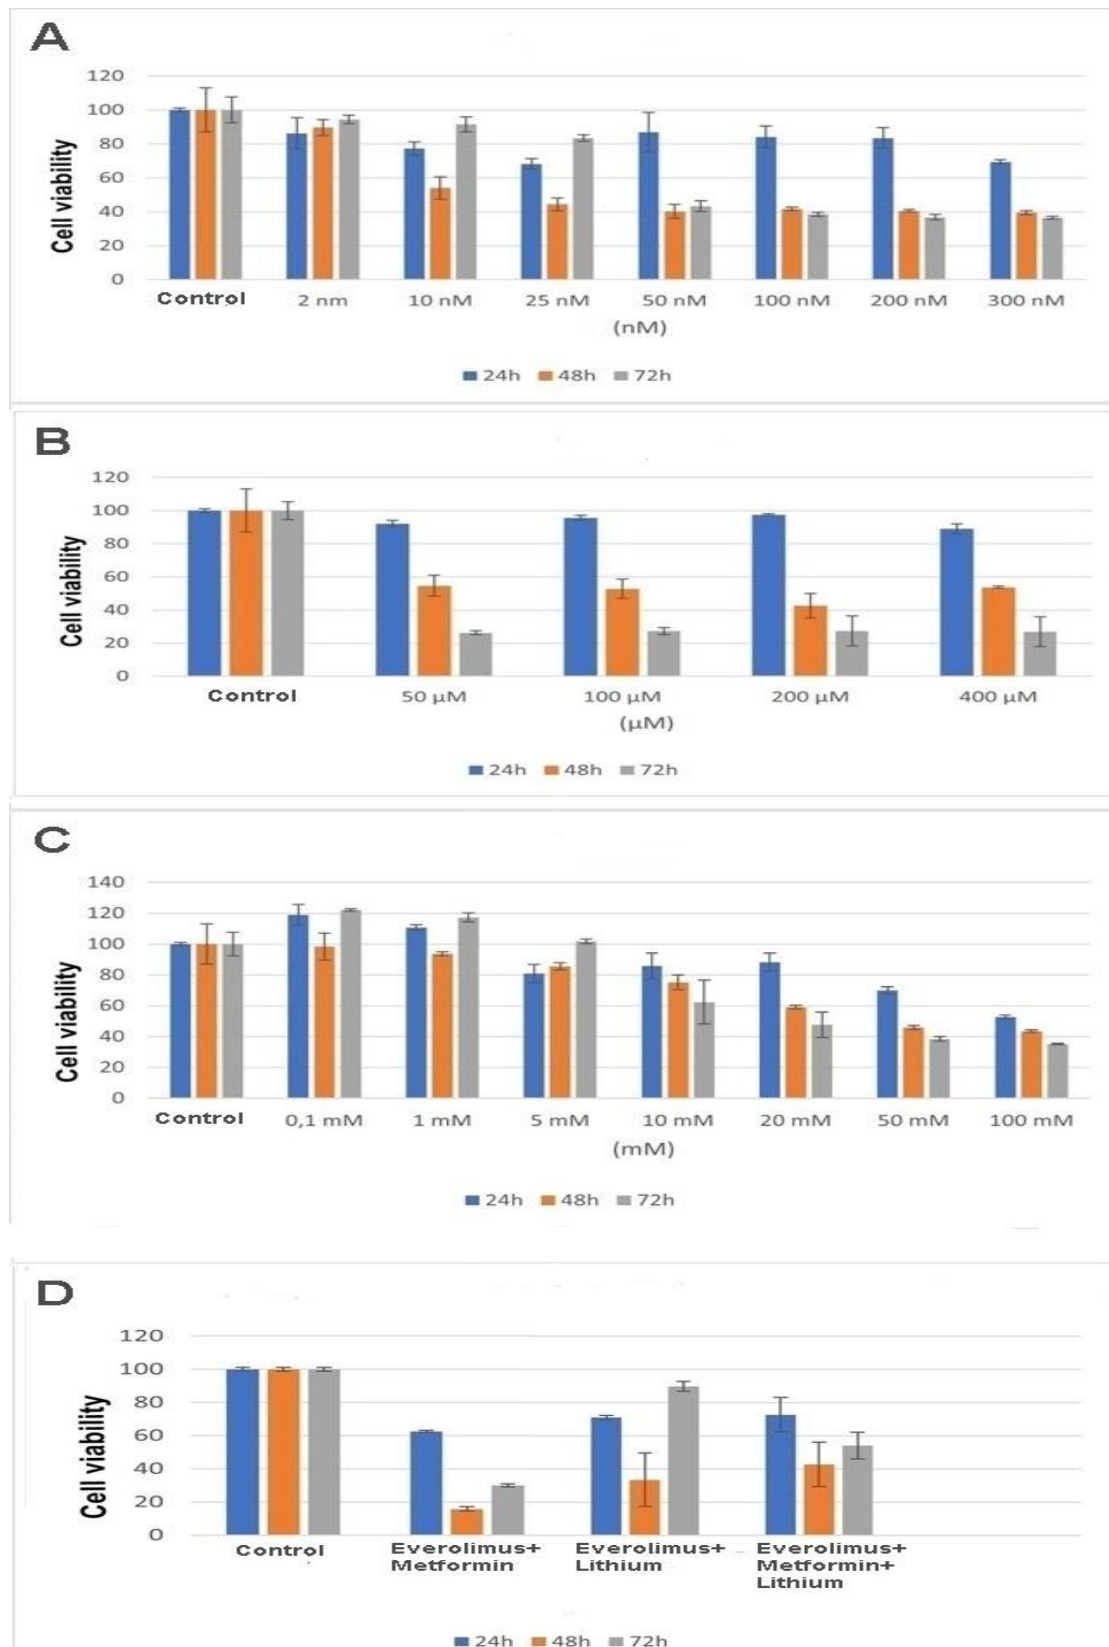 A
120
100
80
60
40
20
0
Cell viability
Control 2 nm 10 nM 25 nM 50 nM 100 nM 200 nM 300 nM
(nM)
24h 48h 72h
B
120
100
80
60
40
20
0
Cell viability
Control 50 µM 100 µM 200 µM 400 µM
(µM)
24h 48h 72h
C
140
120
100
80
60
40
20
0
Cell viability
Control 0,1 mM 1 mM 5 mM 10 mM 20 mM 50 mM 100 mM
(mM)
24h 48h 72h
D
120
100
80
60
40
20
0
Cell viability
Control
Everolimus+
Metformin
Everolimus+
Lithium
Everolimus+
Metformin+
Lithium
24h 48h 72h